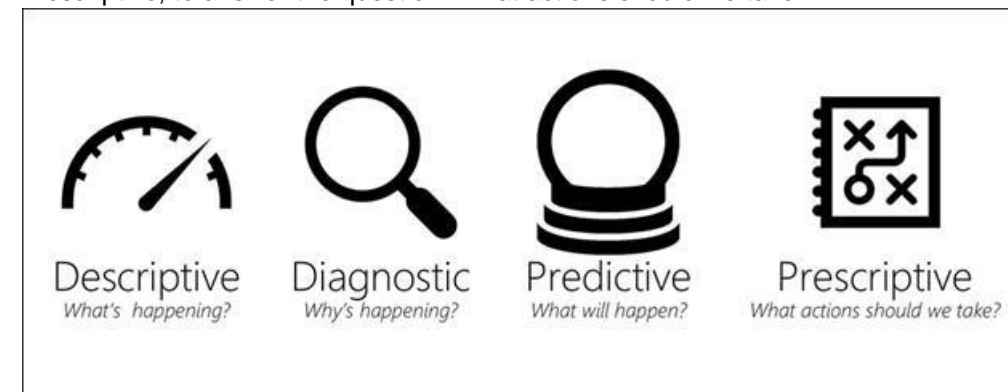 Descriptive
What's happening?
Diagnostic
Why's happening?
Predictive
What will happen?
Prescriptive
What actions should we take?